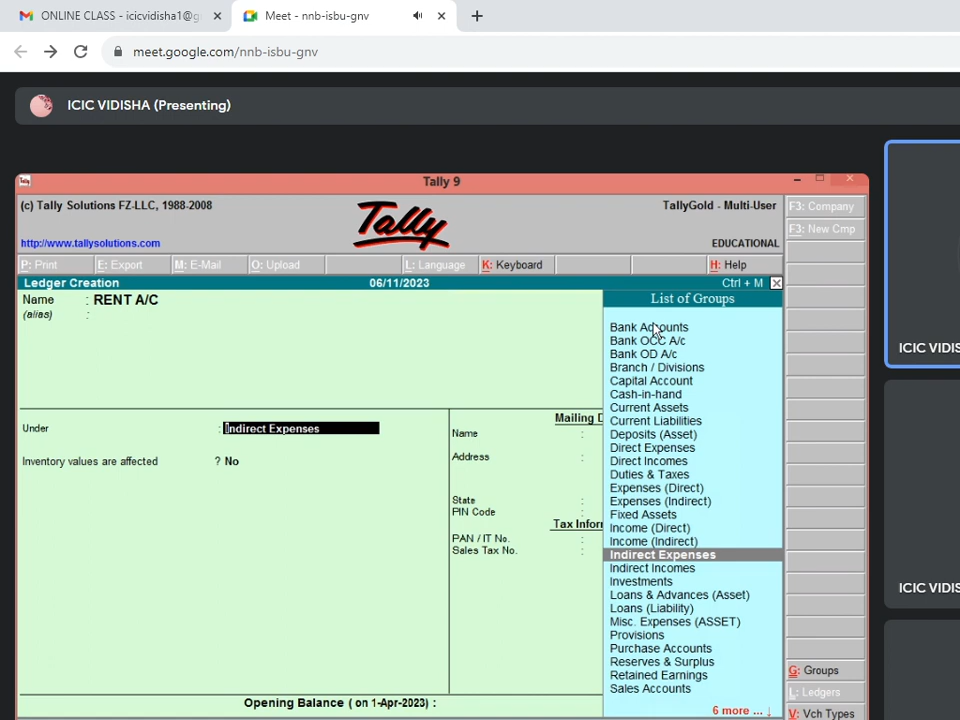 ONLINE CLASS - icicvidisha1@g
Meet - nnb-isbu-gnv
meet.google.com/nnb-isbu-gnv
ICIC VIDISHA (Presenting)
Tally 9
(c) Tally Solutions FZ-LLC, 1988-2008
Tally
TallyGold - Multi-User
F3: Company
F3: New Cmp
http://www.tallysolutions.com
EDUCATIONAL
P: Print
E: Export
M: E-Mail
O: Upload
L: Language
K: Keyboard
H: Help
Ledger Creation
06/11/2023
Ctrl + M
Name : RENT A/C
(alias) :
Under : Indirect Expenses
Inventory values are affected ? No
Mailing D
Name :
Address :
State :
PIN Code :
Tax Inform
PAN / IT No. :
Sales Tax No. :
List of Groups
Bank Accounts
Bank OCC A/c
Bank OD A/c
Branch / Divisions
Capital Account
Cash-in-hand
Current Assets
Current Liabilities
Deposits (Asset)
Direct Expenses
Direct Incomes
Duties & Taxes
Expenses (Direct)
Expenses (Indirect)
Fixed Assets
Income (Direct)
Income (Indirect)
Indirect Expenses
Indirect Incomes
Investments
Loans & Advances (Asset)
Loans (Liability)
Misc. Expenses (ASSET)
Provisions
Purchase Accounts
Reserves & Surplus
Retained Earnings
Sales Accounts
6 more ... ↓
Opening Balance ( on 1-Apr-2023) :
G: Groups
L: Ledgers
V: Vch Types
ICIC VIDIS
ICIC VIDIS